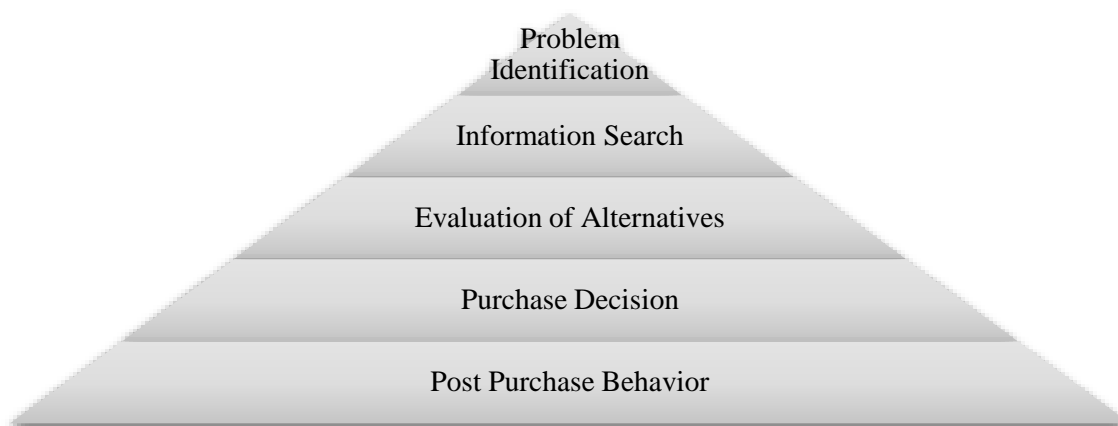 Problem
Identification
Information Search
Evaluation of Alternatives
Purchase Decision
Post Purchase Behavior